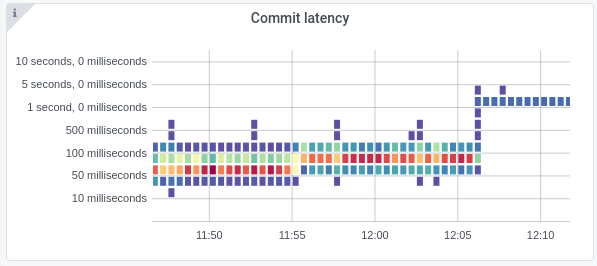 i
Commit latency
10 seconds, 0 milliseconds
5 seconds, 0 milliseconds
1 second, 0 milliseconds
500 milliseconds
100 milliseconds
50 milliseconds
10 milliseconds
11:50 11:55 12:00 12:05 12:10